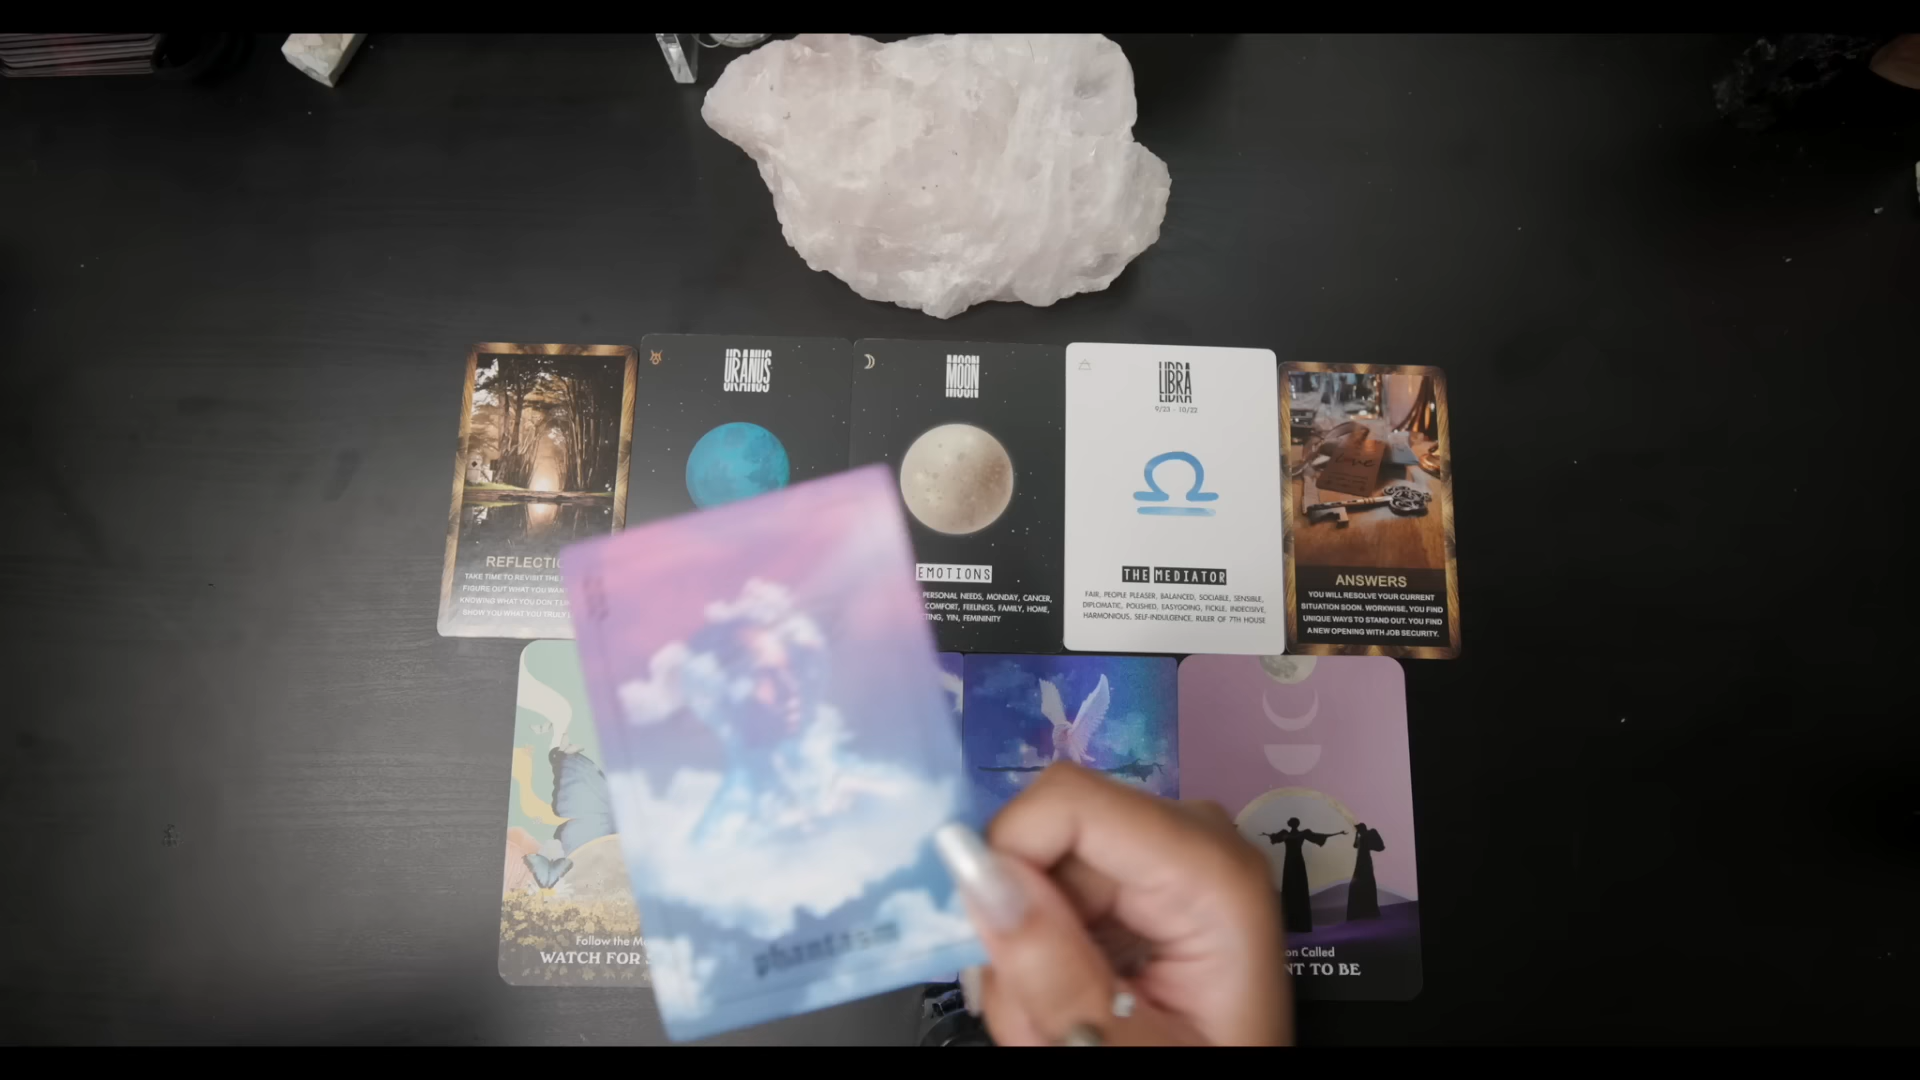 URANUS
MOON
LIBRA
9/23 - 10/22
REFLECTIO
TAKE TIME TO REVISIT THE
FIGURE OUT WHAT YOU WAN
KNOWING WHAT YOU DON'T
SHOW YOU WHAT YOU TRULY
EMOTIONS
PERSONAL NEEDS, MONDAY, CANCER,
COMFORT, FEELINGS, FAMILY, HOME,
TING, YIN, FEMININITY
THE MEDIATOR
FAIR, PEOPLE PLEASER, BALANCED, SOCIABLE, SENSIBLE,
DIPLOMATIC, POLISHED, EASYGOING, FICKLE, INDECISIVE,
HARMONIOUS, SELF-INDULGENCE, RULER OF 7TH HOUSE
Love
ANSWERS
YOU WILL RESOLVE YOUR CURRENT
SITUATION SOON. WORKWISE, YOU FIND
UNIQUE WAYS TO STAND OUT. YOU FIND
A NEW OPENING WITH JOB SECURITY.
phantasm
Follow the M
WATCH FOR S
on Called
NT TO BE